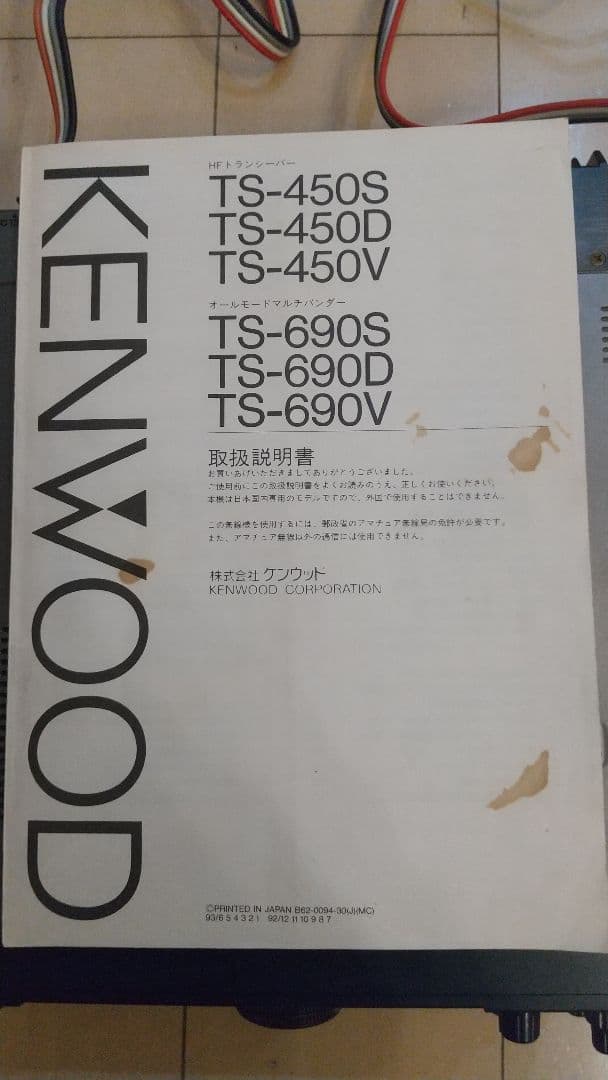 KENWOOD
HFトランシーバー
TS-450S
TS-450D
TS-450V
オールモードマルチバンダー
TS-690S
TS-690D
TS-690V
取扱説明書
お買いあげいただきましてありがとうございました。
ご使用前にこの取扱説明書をよくお読みのうえ、正しくお使いください。
本機は日本国内専用のモデルですので、外国で使用することはできません。
この無線機を使用するには、郵政省のアマチュア無線局の免許が必要です。
また、アマチュア無線以外の通信には使用できません。
株式会社 ケンウッド
KENWOOD CORPORATION
©PRINTED IN JAPAN B62-0094-30(J)(MC)
93/6 5 4 3 2 1 92/12 11 10 9 8 7